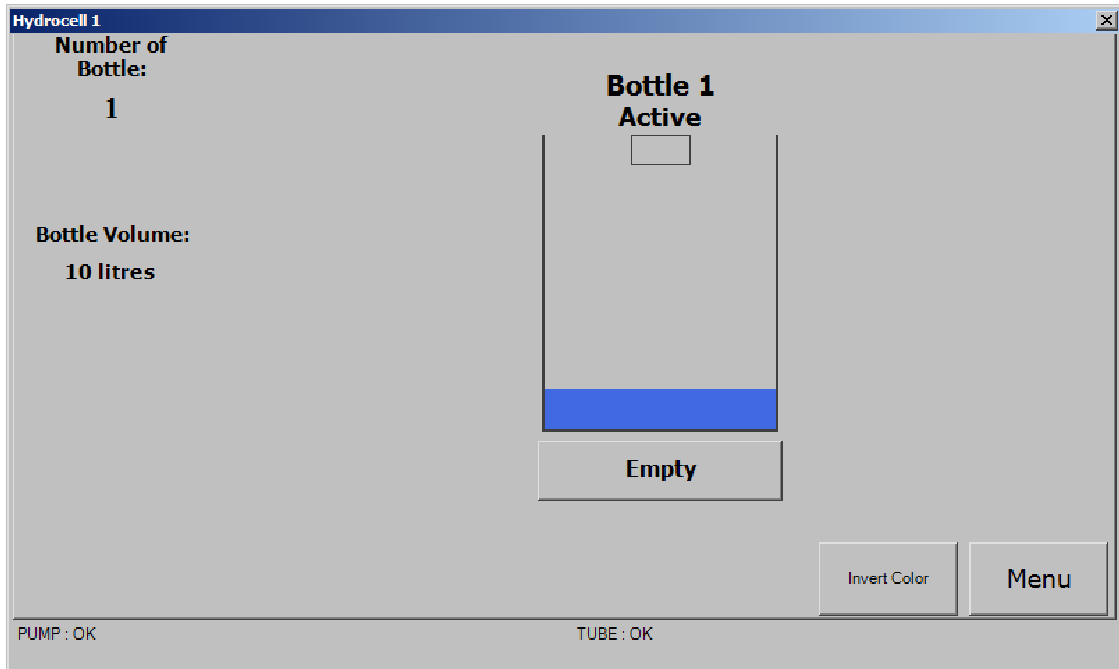 Hydrocell 1
Number of
Bottle:
1
Bottle Volume:
10 litres
Bottle 1
Active
Empty
Invert Color
Menu
PUMP : OK
TUBE : OK